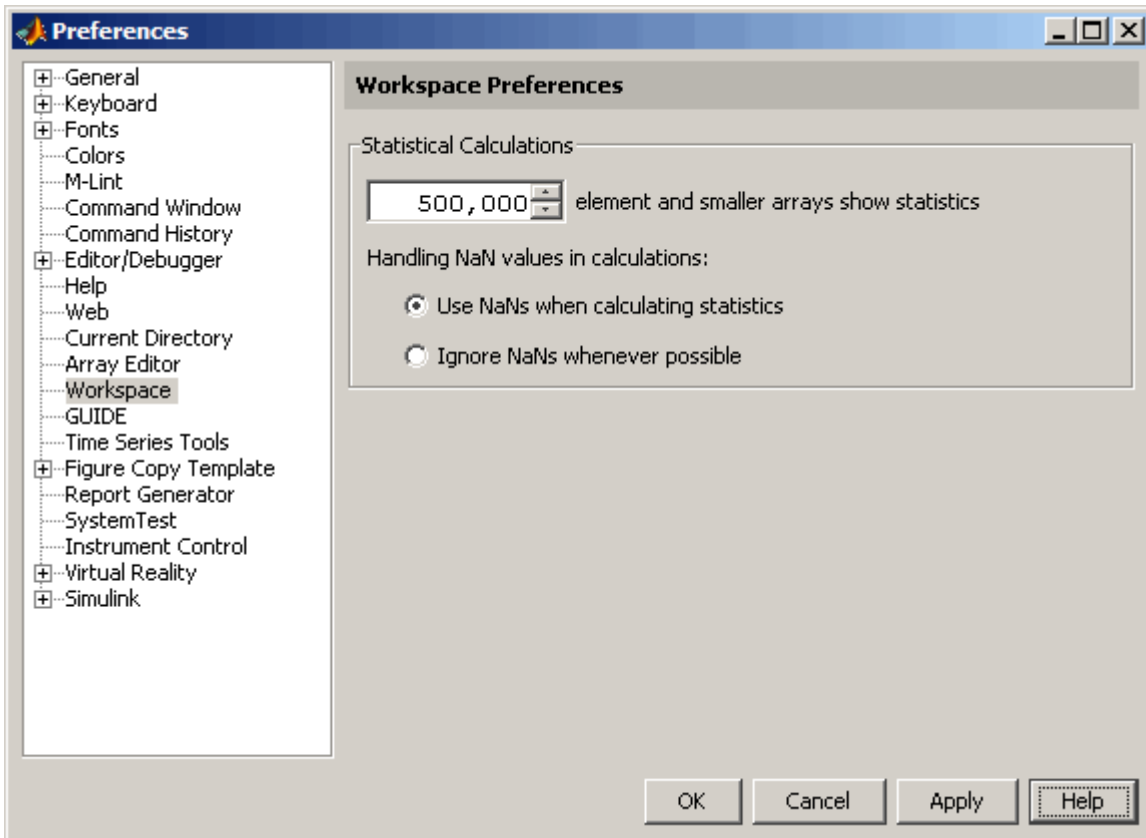 Preferences
General
Keyboard
Fonts
Colors
M-Lint
Command Window
Command History
Editor/Debugger
Help
Web
Current Directory
Array Editor
Workspace
GUIDE
Time Series Tools
Figure Copy Template
Report Generator
SystemTest
Instrument Control
Virtual Reality
Simulink
Workspace Preferences
Statistical Calculations
500,000 element and smaller arrays show statistics
Handling NaN values in calculations:
Use NaNs when calculating statistics
Ignore NaNs whenever possible
OK Cancel Apply Help